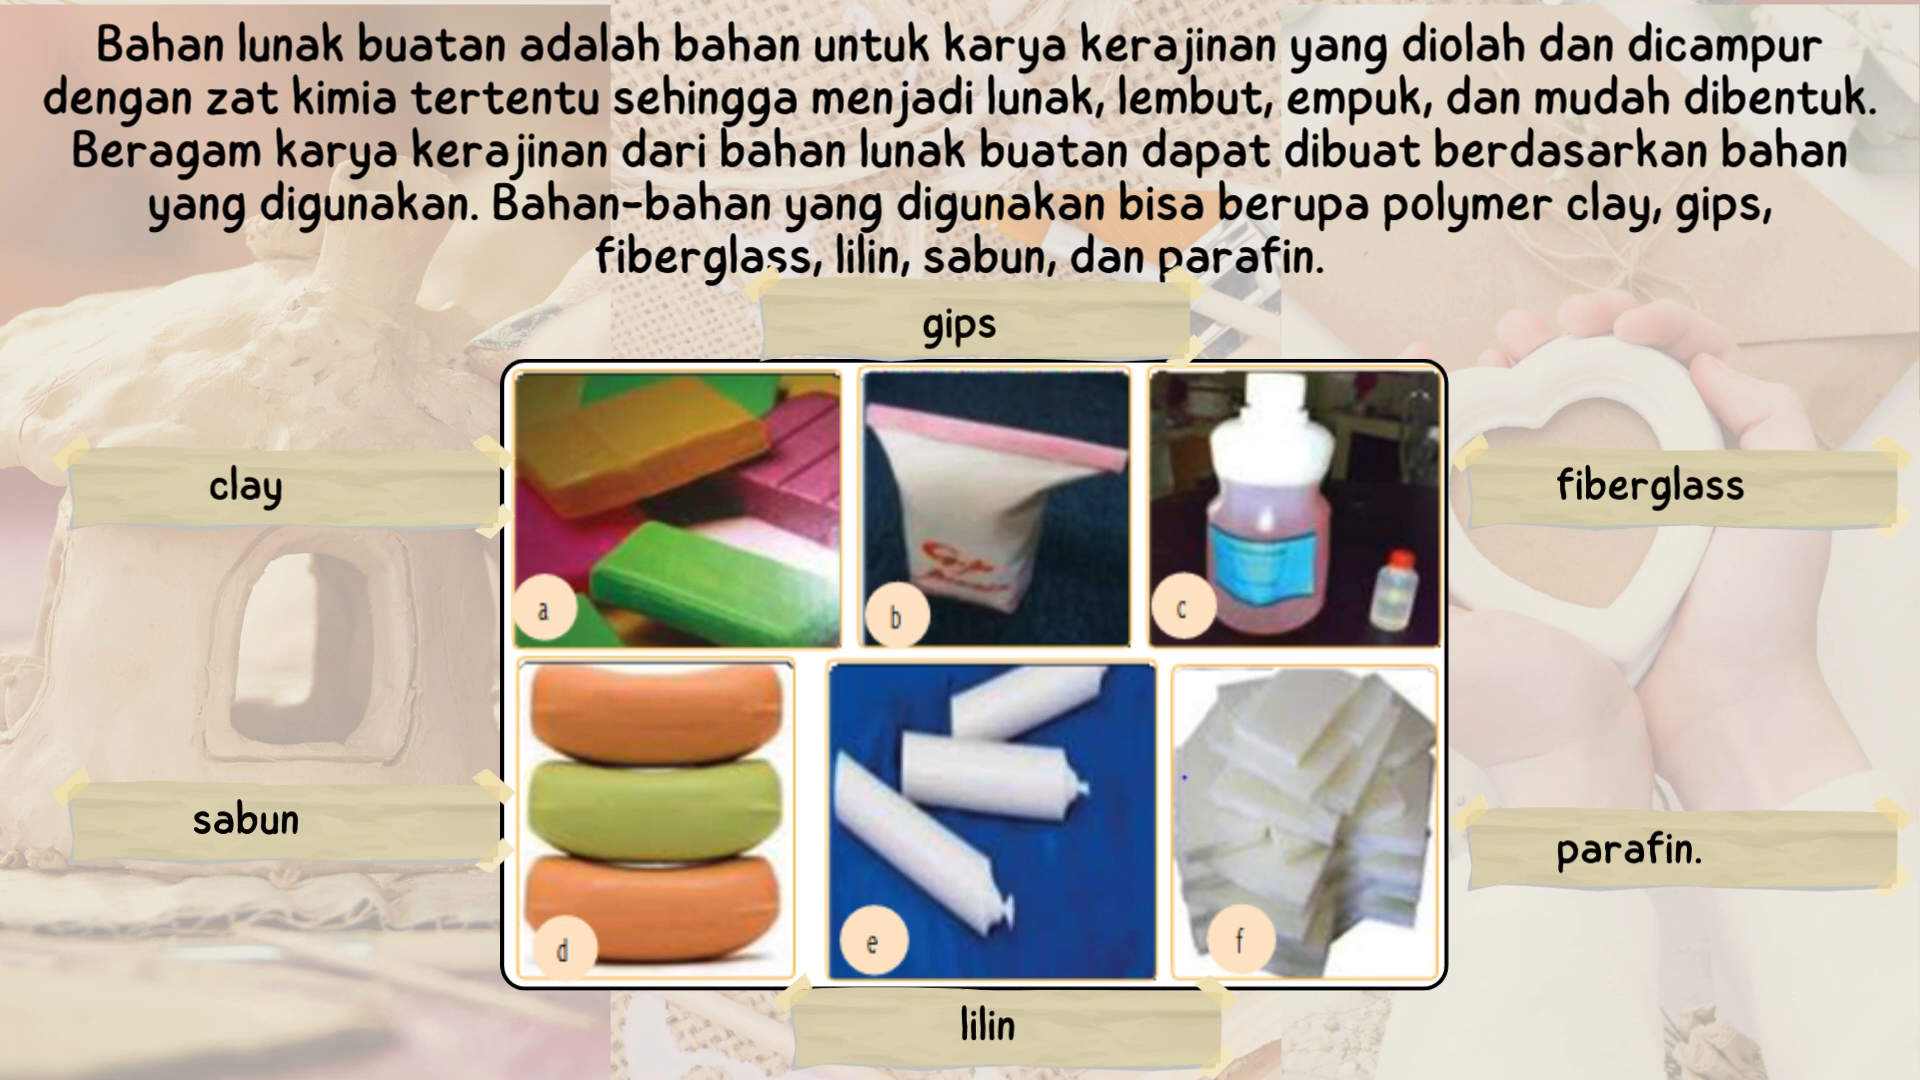 Bahan lunak buatan adalah bahan untuk karya kerajinan yang diolah dan dicampur
dengan zat kimia tertentu sehingga menjadi lunak, lembut, empuk, dan mudah dibentuk.
Beragam karya kerajinan dari bahan lunak buatan dapat dibuat berdasarkan bahan
yang digunakan. Bahan-bahan yang digunakan bisa berupa polymer clay, gips,
fiberglass, lilin, sabun, dan parafin.
gips
clay
fiberglass
a
b
c
sabun
parafin.
d
e
f
lilin